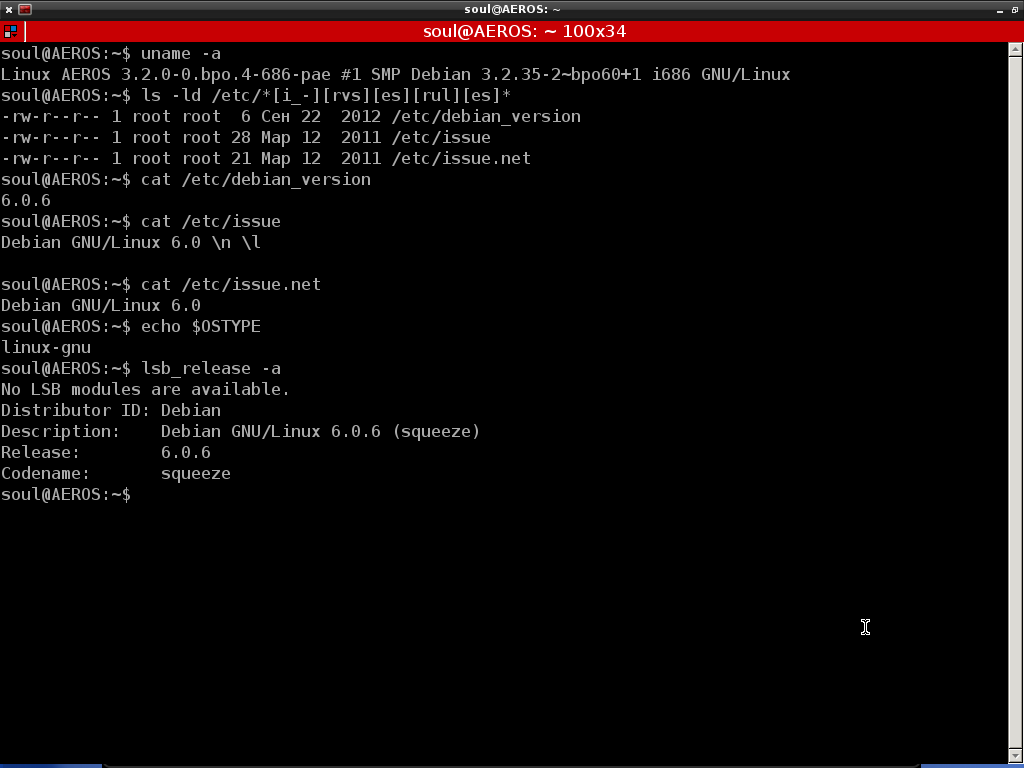 soul@AEROS: ~
soul@AEROS: ~ 100x34
soul@AEROS:~$ uname -a
Linux AEROS 3.2.0-0.bpo.4-686-pae #1 SMP Debian 3.2.35-2~bpo60+1 i686 GNU/Linux
soul@AEROS:~$ ls -ld /etc/*[i_-][rvs][es][rul][es]*
-rw-r--r-- 1 root root  6 Сен 22  2012 /etc/debian_version
-rw-r--r-- 1 root root 28 Мар 12  2011 /etc/issue
-rw-r--r-- 1 root root 21 Мар 12  2011 /etc/issue.net
soul@AEROS:~$ cat /etc/debian_version
6.0.6
soul@AEROS:~$ cat /etc/issue
Debian GNU/Linux 6.0 \n \l
soul@AEROS:~$ cat /etc/issue.net
Debian GNU/Linux 6.0
soul@AEROS:~$ echo $OSTYPE
linux-gnu
soul@AEROS:~$ lsb_release -a
No LSB modules are available.
Distributor ID: Debian
Description:    Debian GNU/Linux 6.0.6 (squeeze)
Release:        6.0.6
Codename:       squeeze
soul@AEROS:~$